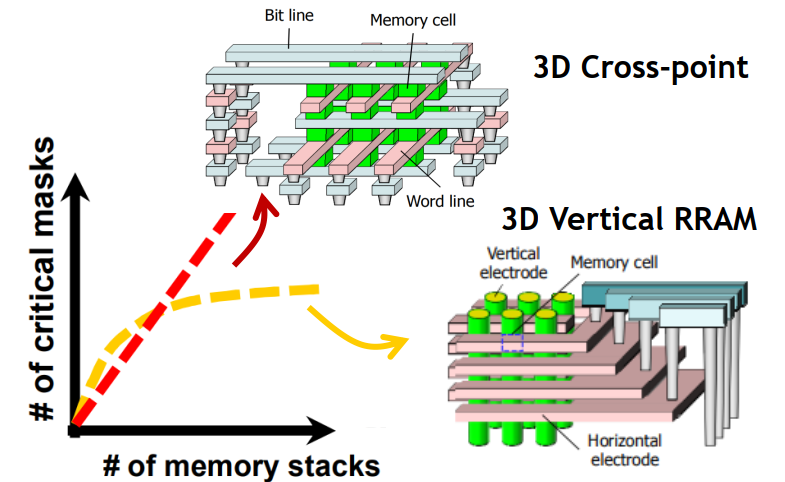 Bit line
Memory cell
3D Cross-point
Word line
# of critical masks
3D Vertical RRAM
Vertical
electrode
Memory cell
Horizontal
electrode
# of memory stacks